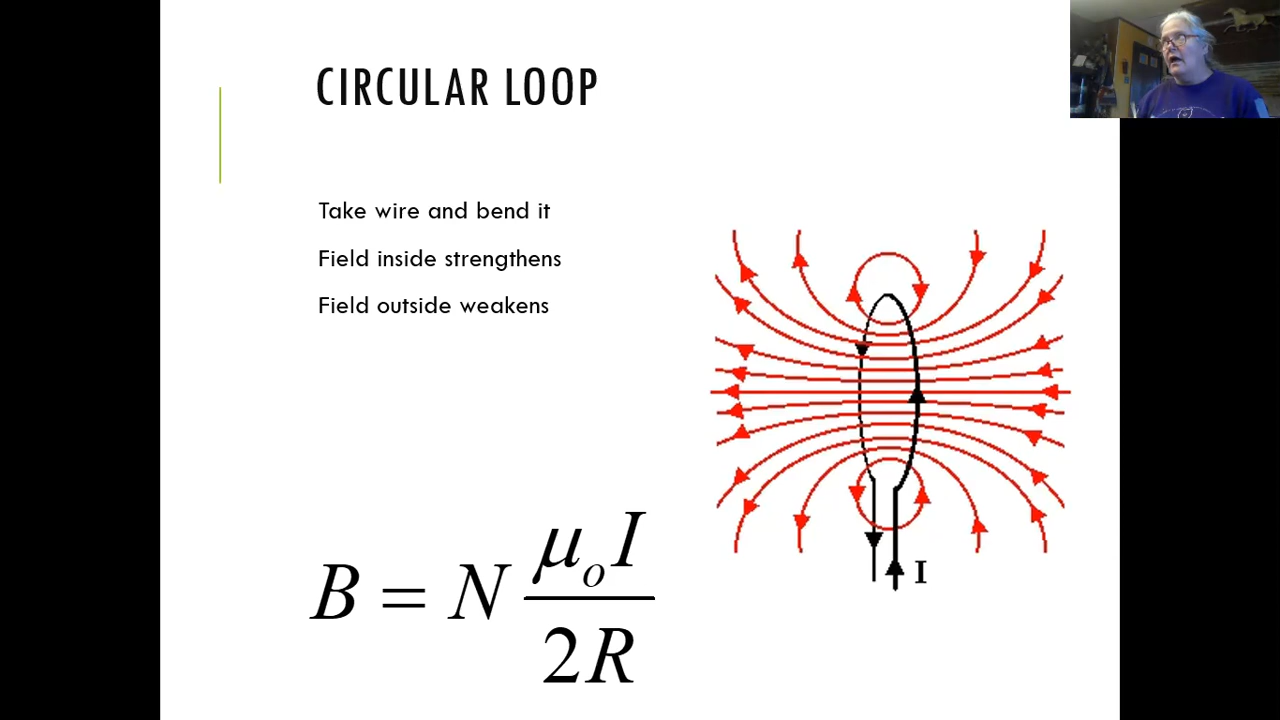 CIRCULAR LOOP
Take wire and bend it
Field inside strengthens
Field outside weakens
B = N μₒI / 2R
I